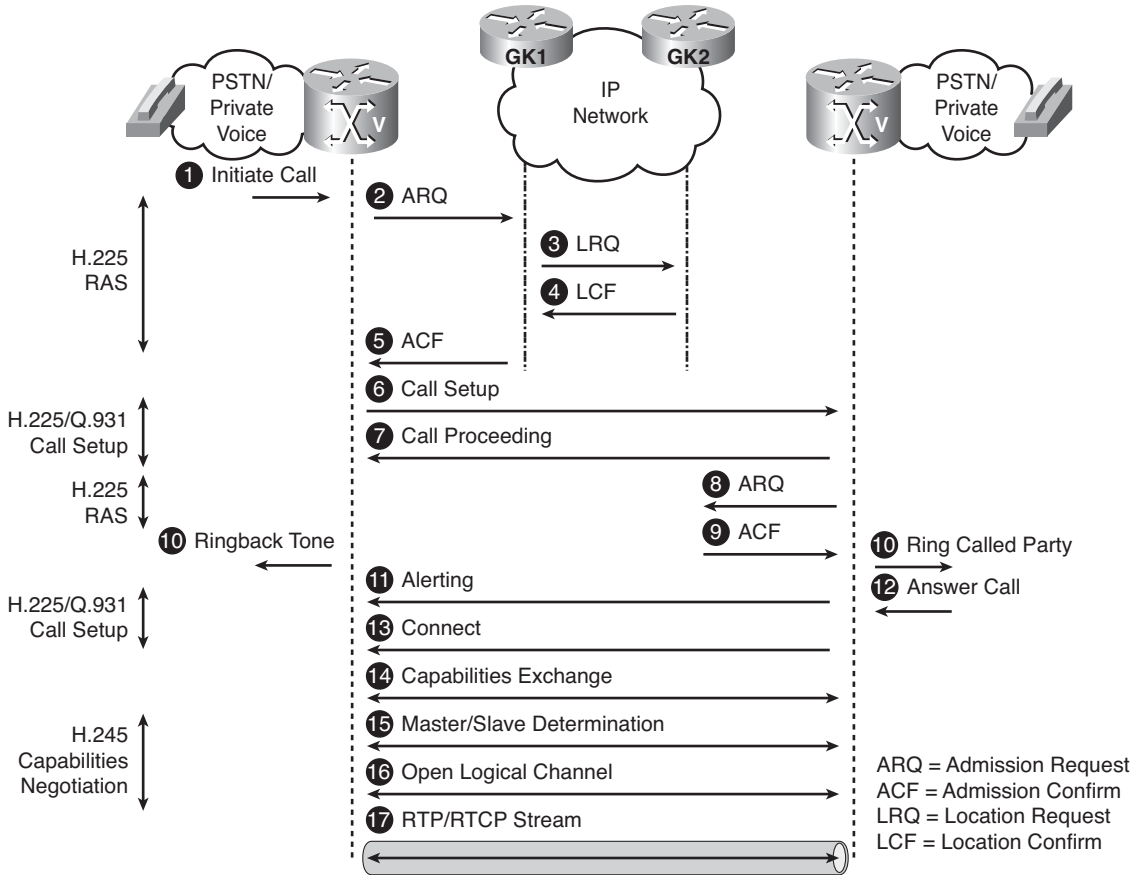 GK1
GK2
PSTN/
Private
Voice
V
IP
Network
V
PSTN/
Private
Voice
1 Initiate Call
2 ARQ
3 LRQ
H.225
RAS
4 LCF
5 ACF
6 Call Setup
H.225/Q.931
Call Setup
7 Call Proceeding
H.225
RAS
8 ARQ
9 ACF
10 Ringback Tone
10 Ring Called Party
11 Alerting
12 Answer Call
H.225/Q.931
Call Setup
13 Connect
14 Capabilities Exchange
15 Master/Slave Determination
H.245
Capabilities
Negotiation
16 Open Logical Channel
17 RTP/RTCP Stream
ARQ = Admission Request
ACF = Admission Confirm
LRQ = Location Request
LCF = Location Confirm